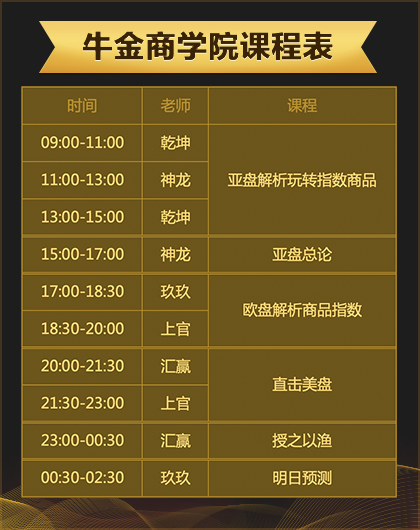 牛金商学院课程表
时间 老师 课程
09:00-11:00 乾坤
11:00-13:00 神龙 亚盘解析玩转指数商品
13:00-15:00 乾坤
15:00-17:00 神龙 亚盘总论
17:00-18:30 玖玖
欧盘解析商品指数
18:30-20:00 上官
20:00-21:30 汇赢
直击美盘
21:30-23:00 上官
23:00-00:30 汇赢 授之以渔
00:30-02:30 玖玖 明日预测